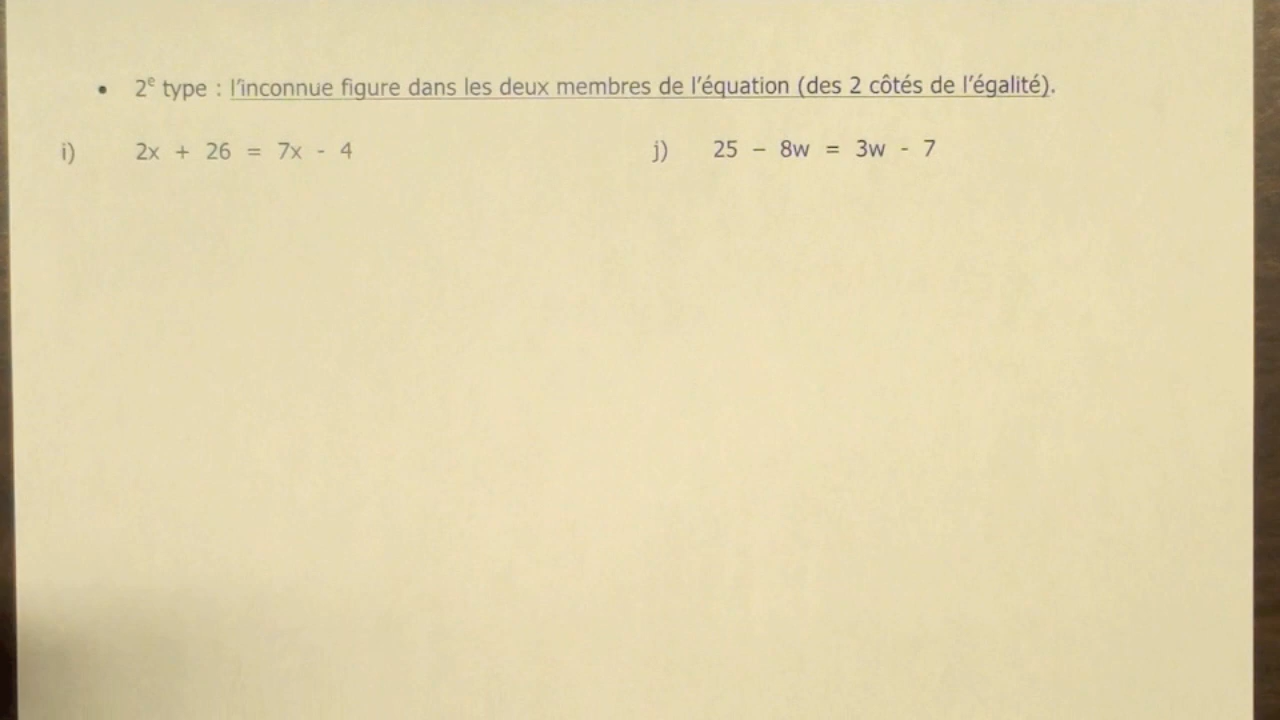 • 2e type : l'inconnue figure dans les deux membres de l'équation (des 2 côtés de l'égalité).
i) 2x + 26 = 7x - 4 j) 25 – 8w = 3w - 7